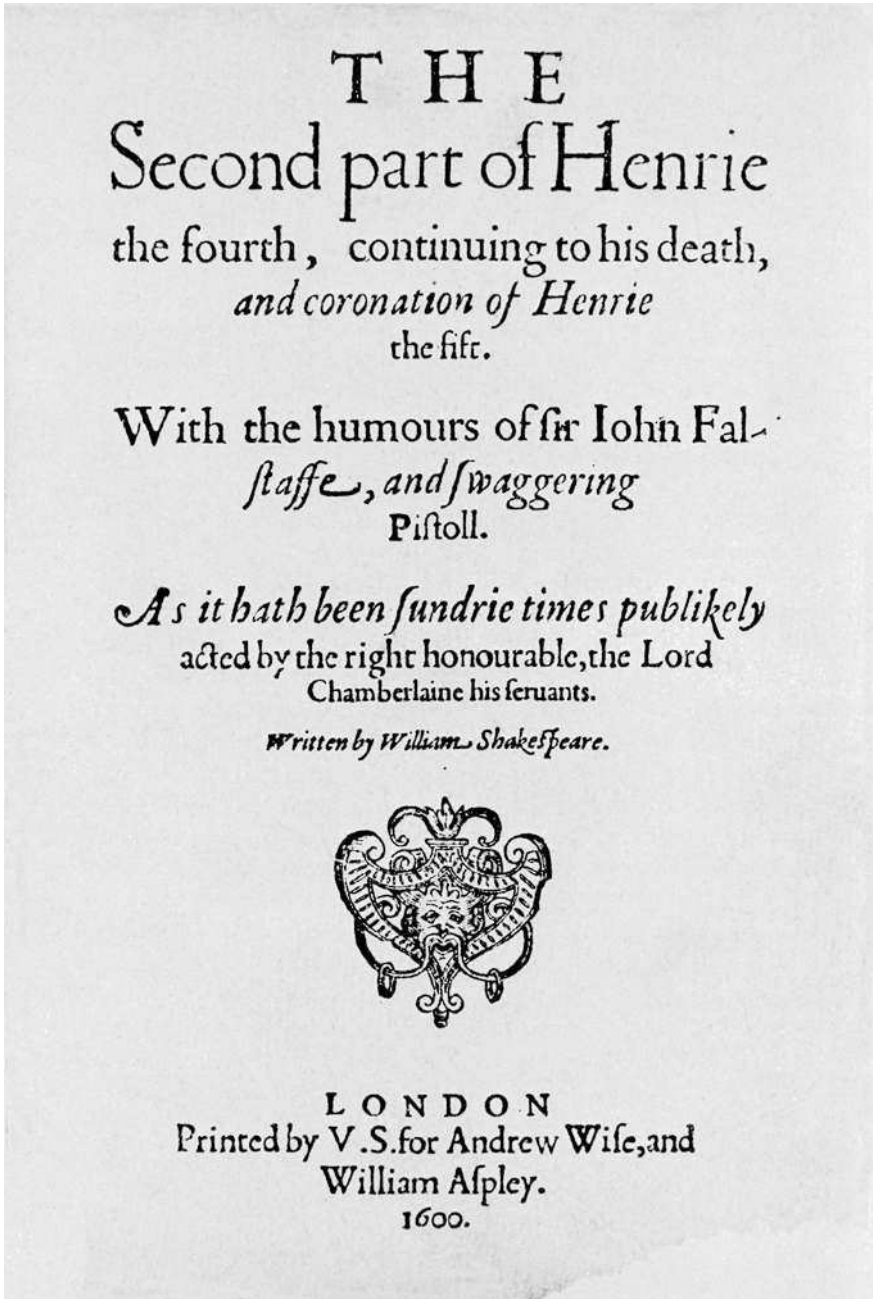 THE
Second part of Henrie
the fourth, continuing to his death,
and coronation of Henrie
the fift.
With the humours of ſir Iohn Fal-
ſtaffe, and ſwaggering
Piſtoll.
As it hath been ſundrie times publikely
acted by the right honourable, the Lord
Chamberlaine his ſeruants.
Written by William Shakeſpeare.
LONDON
Printed by V.S. for Andrew Wiſe, and
William Aſpley.
1600.